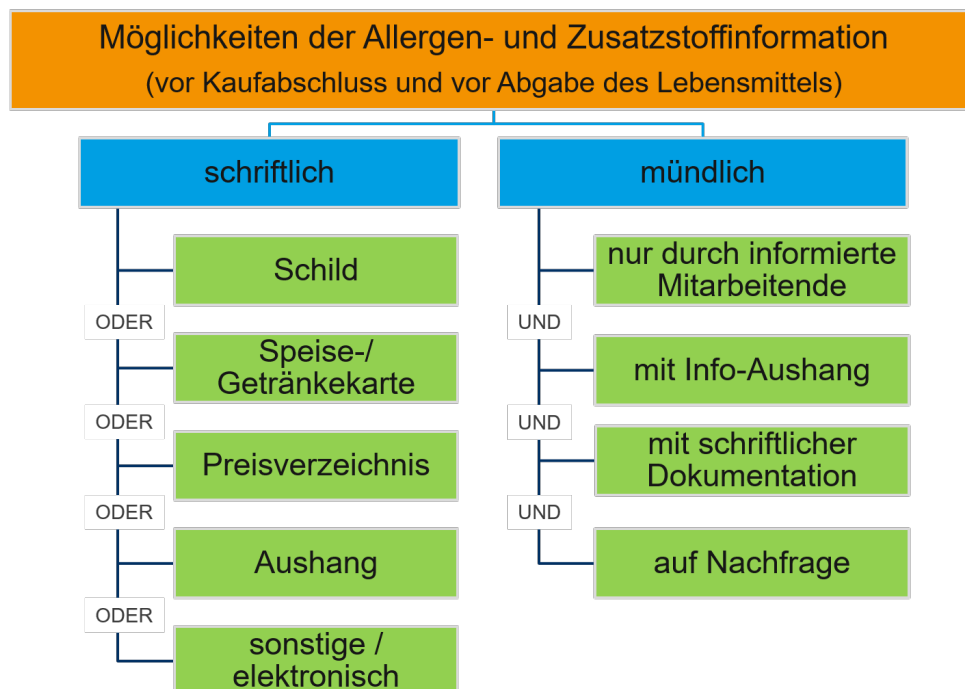 Möglichkeiten der Allergen- und Zusatzstoffinformation
(vor Kaufabschluss und vor Abgabe des Lebensmittels)
schriftlich
Schild
ODER
Speise-/
Getränkekarte
ODER
Preisverzeichnis
ODER
Aushang
ODER
sonstige /
elektronisch
mündlich
nur durch informierte
Mitarbeitende
UND
mit Info-Aushang
UND
mit schriftlicher
Dokumentation
UND
auf Nachfrage